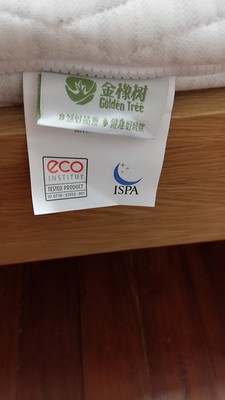 金橡树
Golden Tree
eco
INSTITUT
TESTED PRODUCT
ISPA